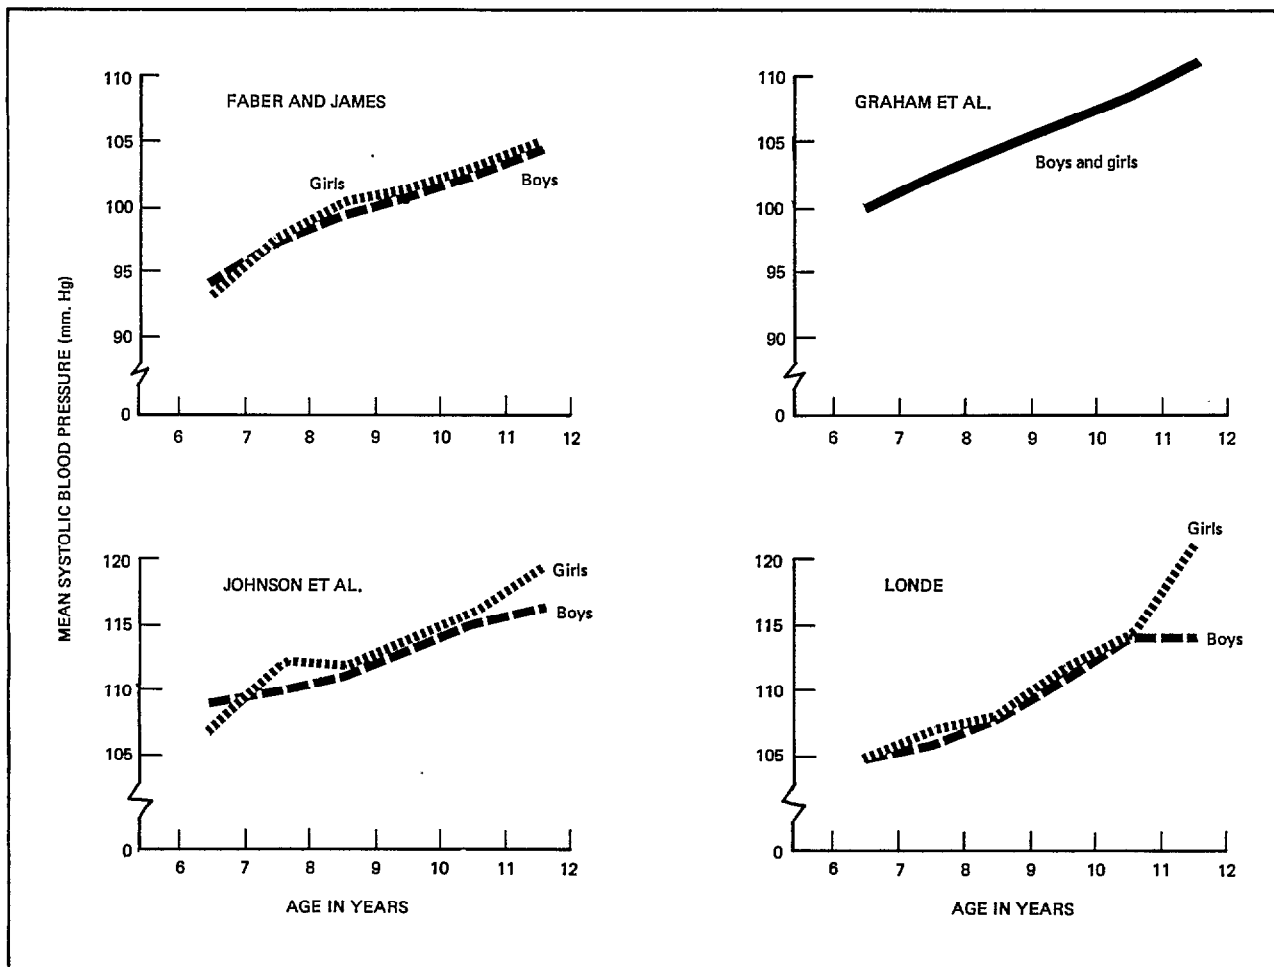 MEAN SYSTOLIC BLOOD PRESSURE (mm. Hg)
FABER AND JAMES
110
105
100
95
90
0
Girls
Boys
6 7 8 9 10 11 12
GRAHAM ET AL.
110
105
100
95
90
0
Boys and girls
6 7 8 9 10 11 12
JOHNSON ET AL.
120
115
110
105
0
Girls
Boys
6 7 8 9 10 11 12
AGE IN YEARS
LONDE
120
115
110
105
0
Girls
Boys
6 7 8 9 10 11 12
AGE IN YEARS